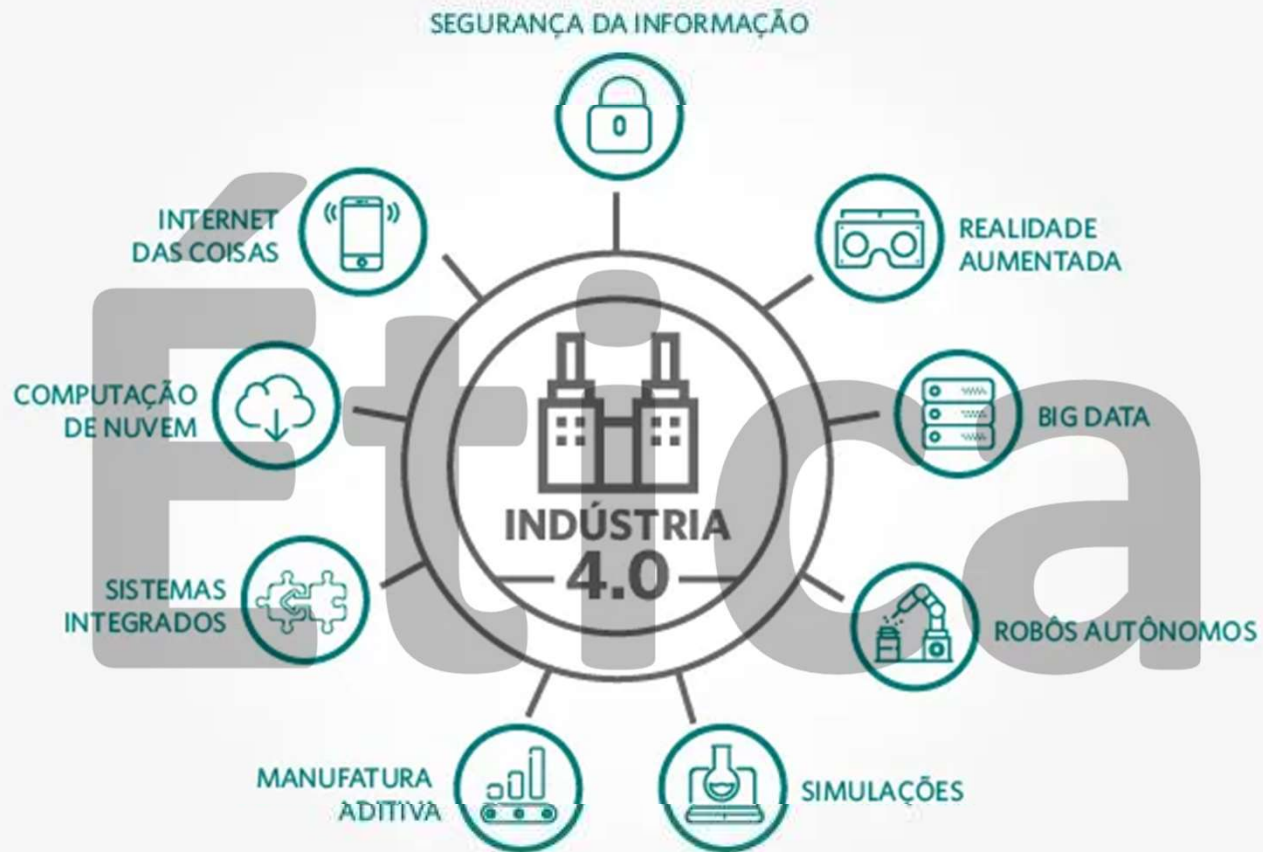 SEGURANÇA DA INFORMAÇÃO
INTERNET
DAS COISAS
REALIDADE
AUMENTADA
COMPUTAÇÃO
DE NUVEM
BIG DATA
Ética
INDÚSTRIA
4.0
SISTEMAS
INTEGRADOS
ROBÔS AUTÔNOMOS
MANUFATURA
ADITIVA
SIMULAÇÕES